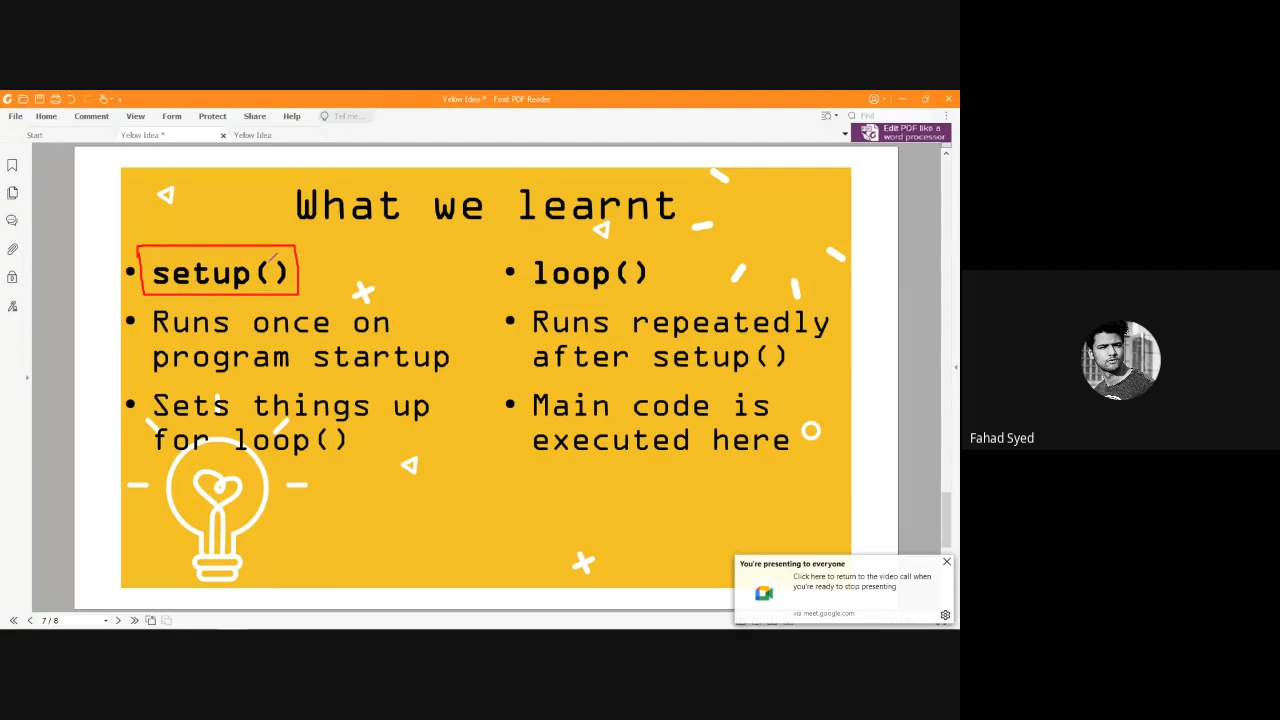 Yellow Idea * - Foxit PDF Reader
File Home Comment View Form Protect Share Help Tell me... Find
Start Yellow Idea * Yellow Idea
Edit PDF like a
word processor
What we learnt
• setup()
• Runs once on
program startup
• Sets things up
for loop()
• loop()
• Runs repeatedly
after setup()
• Main code is
executed here
You're presenting to everyone
Click here to return to the video call when
you're ready to stop presenting
via meet.google.com
7 / 8
Fahad Syed